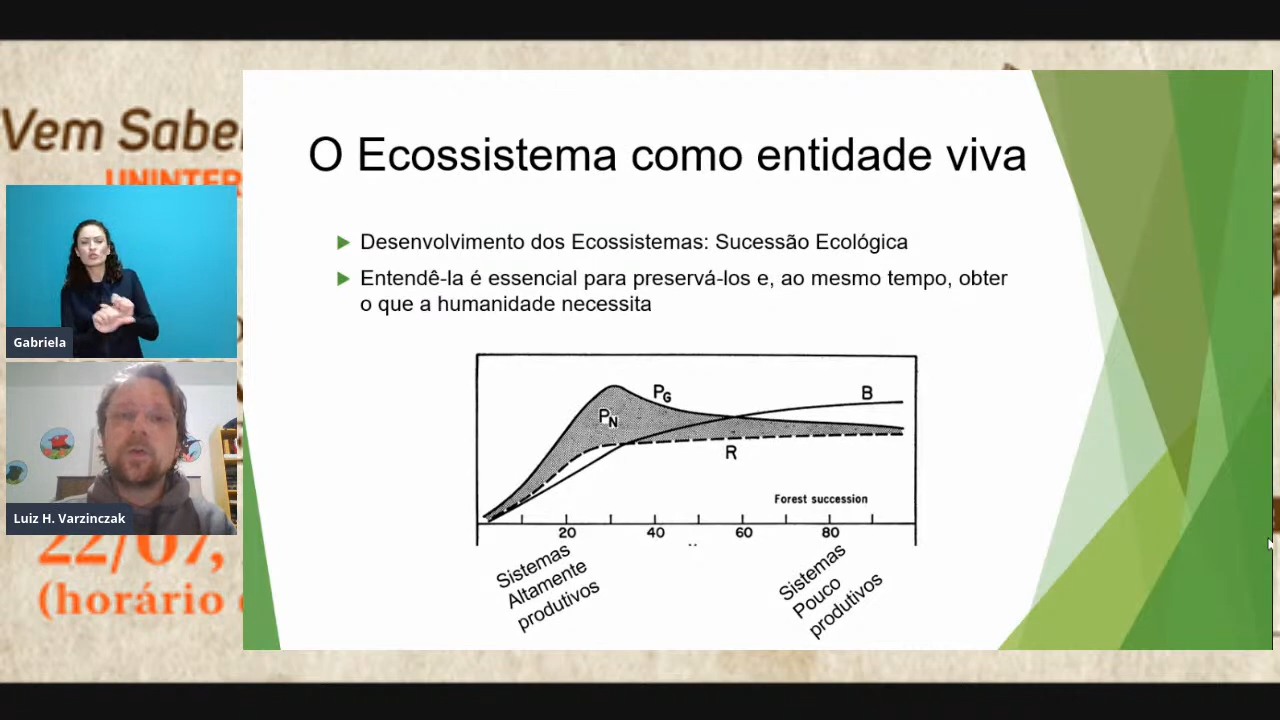 Vem Sabe
UNINTER
O Ecossistema como entidade viva
Desenvolvimento dos Ecossistemas: Sucessão Ecológica
Entendê-la é essencial para preservá-los e, ao mesmo tempo, obter
o que a humanidade necessita
PG
B
PN
R
Forest succession
20 40 60 80
Sistemas
Altamente
produtivos
Sistemas
Pouco
produtivos
Gabriela
Luiz H. Varzinczak
22/07,
(horário